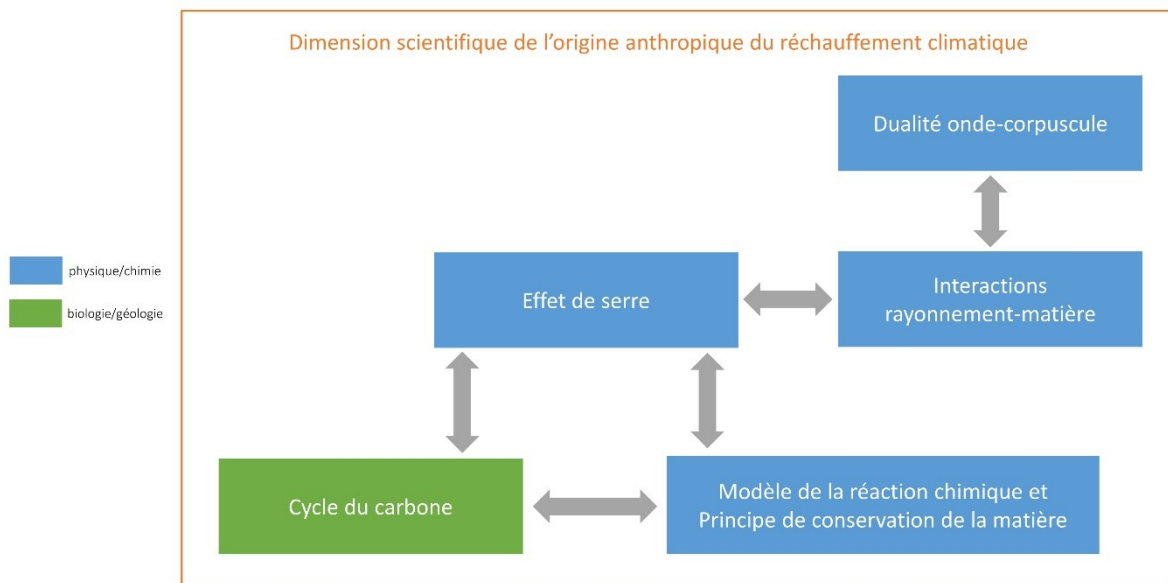 Dimension scientifique de l’origine anthropique du réchauffement climatique
Dualité onde-corpuscule
physique/chimie
biologie/géologie
Effet de serre
Interactions
rayonnement-matière
Cycle du carbone
Modèle de la réaction chimique et
Principe de conservation de la matière